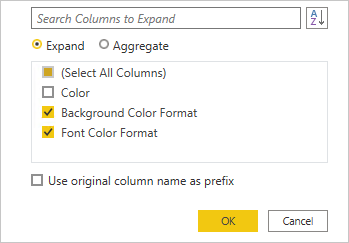 Search Columns to Expand
A
Z
Expand Aggregate
(Select All Columns)
Color
Background Color Format
Font Color Format
Use original column name as prefix
OK Cancel